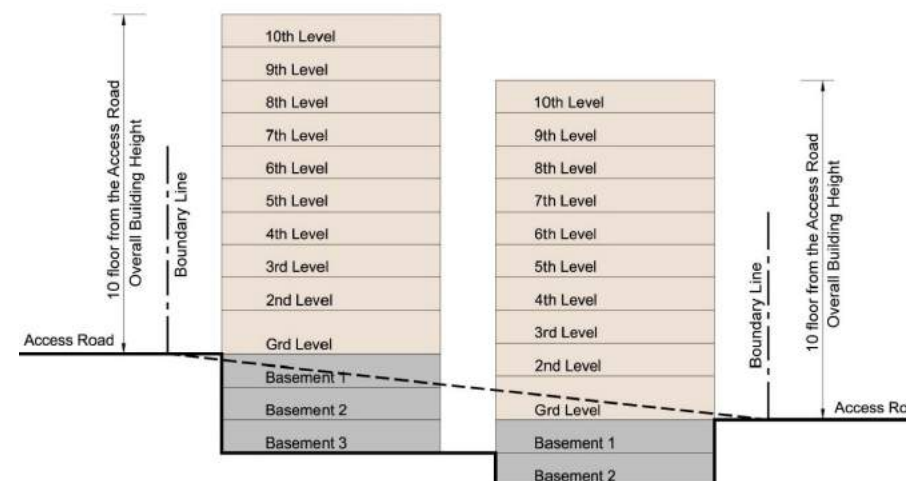 10 floor from the Access Road
Overall Building Height
Boundary Line
Access Road
10th Level
9th Level
8th Level
7th Level
6th Level
5th Level
4th Level
3rd Level
2nd Level
Grd Level
Basement 1
Basement 2
Basement 3
10th Level
9th Level
8th Level
7th Level
6th Level
5th Level
4th Level
3rd Level
2nd Level
Grd Level
Basement 1
Basement 2
Boundary Line
10 floor from the Access Road
Overall Building Height
Access Ro